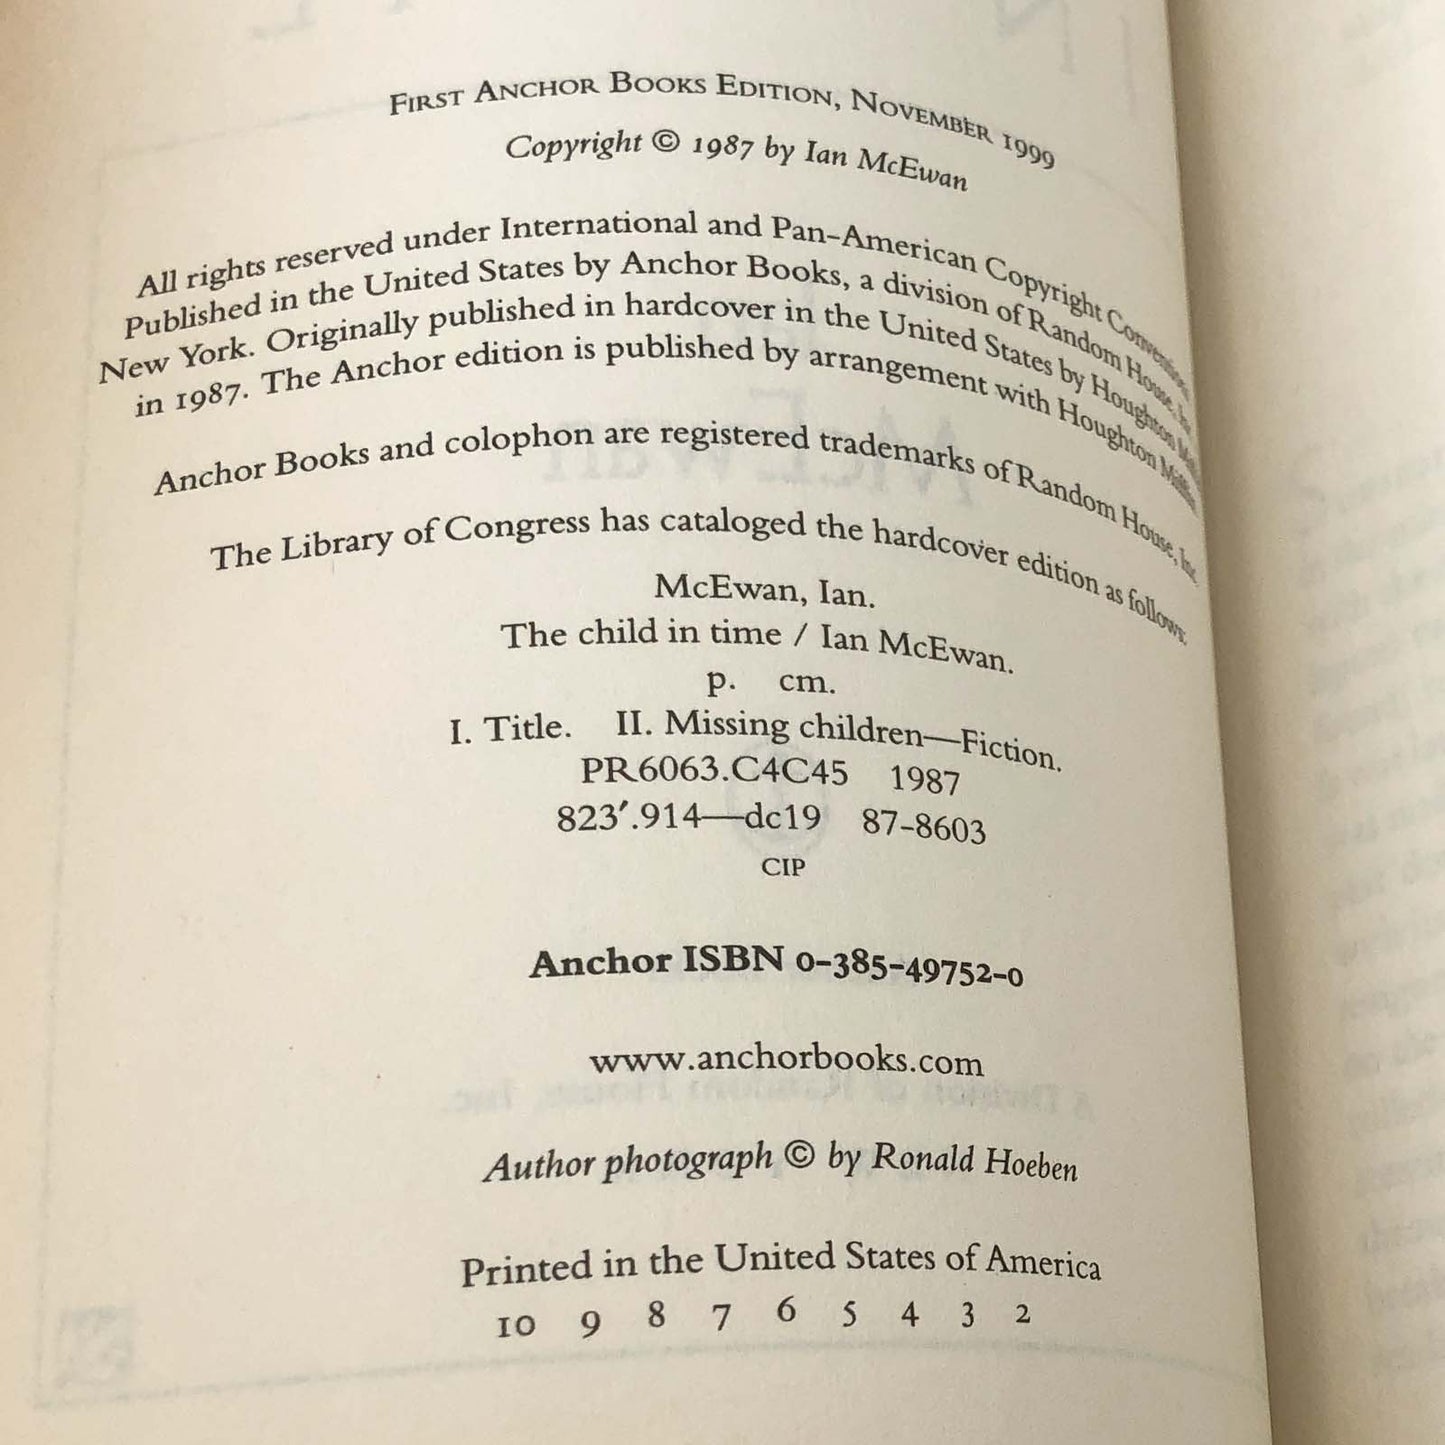 First Anchor Books Edition, November 1999
Copyright © 1987 by Ian McEwan
All rights reserved under International and Pan-American Copyright Conventions.
Published in the United States by Anchor Books, a division of Random House, Inc.
New York. Originally published in hardcover in the United States by Houghton
in 1987. The Anchor edition is published by arrangement with Houghton Mifflin.
Anchor Books and colophon are registered trademarks of Random House, Inc.
The Library of Congress has cataloged the hardcover edition as follows:
McEwan, Ian.
The child in time / Ian McEwan.
p. cm.
I. Title. II. Missing children—Fiction.
PR6063.C4C45 1987
823′.914—dc19 87-8603
CIP
Anchor ISBN 0-385-49752-0
www.anchorbooks.com
Author photograph © by Ronald Hoeben
Printed in the United States of America
10 9 8 7 6 5 4 3 2